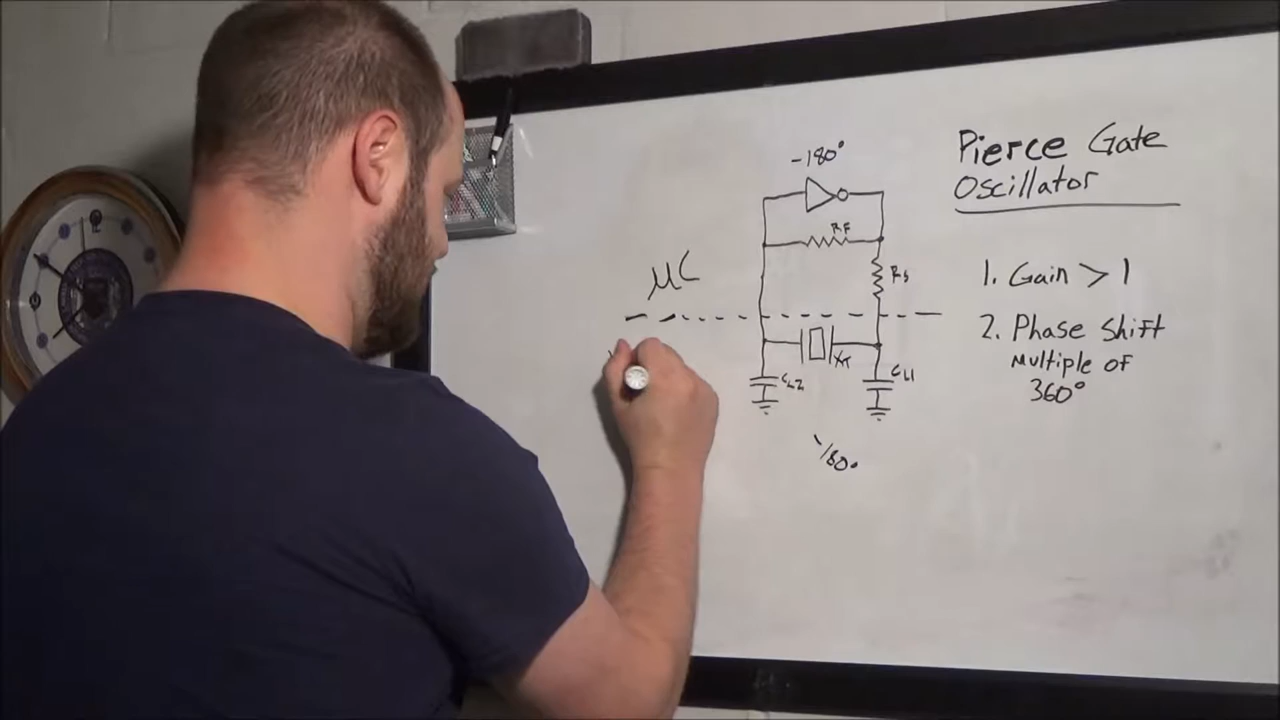 -180°
Pierce Gate
Oscillator
RF
μC
Rs
1. Gain > 1
2. Phase Shift
Multiple of
360°
XT
CL2
CL1
180°